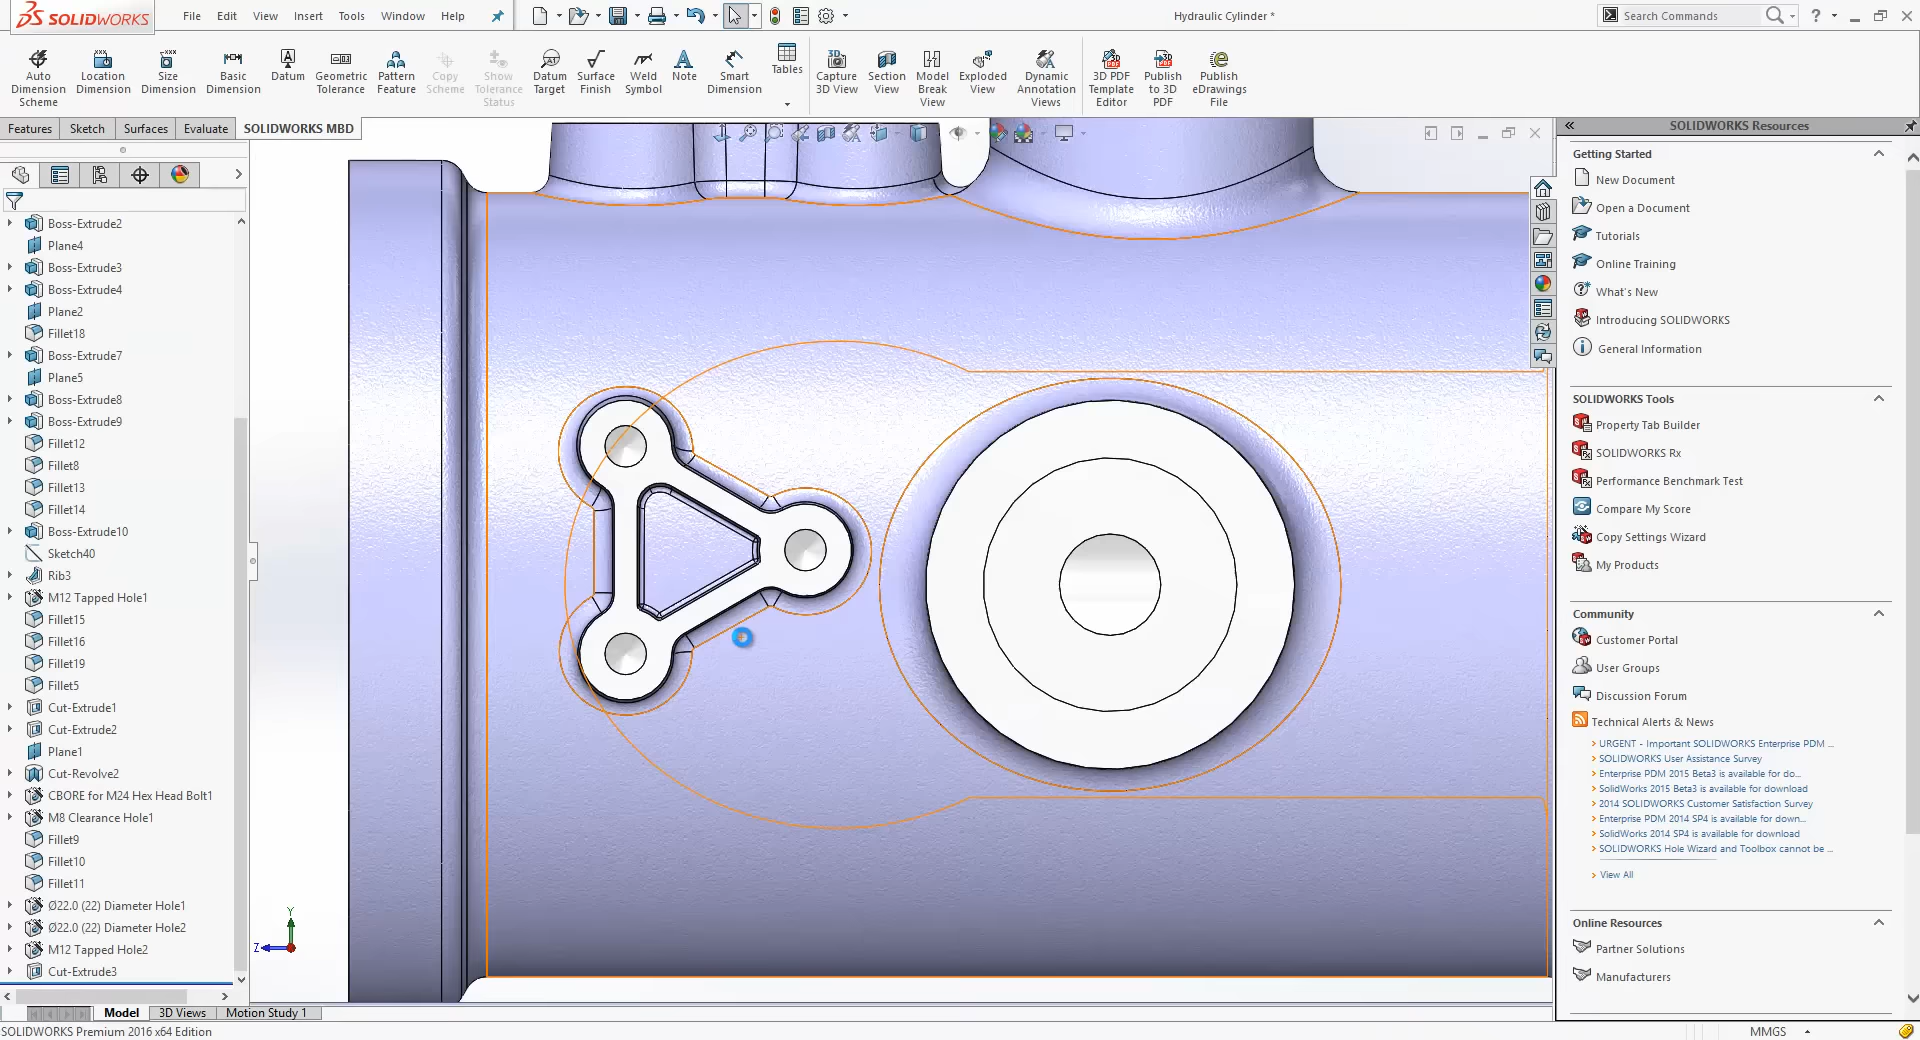 SOLIDWORKS
File Edit View Insert Tools Window Help
Hydraulic Cylinder *
Search Commands
Auto Dimension Scheme
Location Dimension
Size Dimension
Basic Dimension
Datum
Geometric Tolerance
Pattern Feature
Copy Scheme
Show Tolerance Status
Datum Target
Surface Finish
Weld Symbol
Note
Smart Dimension
Tables
Capture 3D View
Section View
Model Break View
Exploded View
Dynamic Annotation Views
3D PDF Template Editor
Publish to 3D PDF
Publish eDrawings File
Features Sketch Surfaces Evaluate SOLIDWORKS MBD
Boss-Extrude2
Plane4
Boss-Extrude3
Boss-Extrude4
Plane2
Fillet18
Boss-Extrude7
Plane5
Boss-Extrude8
Boss-Extrude9
Fillet12
Fillet8
Fillet13
Fillet14
Boss-Extrude10
Sketch40
Rib3
M12 Tapped Hole1
Fillet15
Fillet16
Fillet19
Fillet5
Cut-Extrude1
Cut-Extrude2
Plane1
Cut-Revolve2
CBORE for M24 Hex Head Bolt1
M8 Clearance Hole1
Fillet9
Fillet10
Fillet11
Ø22.0 (22) Diameter Hole1
Ø22.0 (22) Diameter Hole2
M12 Tapped Hole2
Cut-Extrude3
Y
Z
SOLIDWORKS Resources
Getting Started
New Document
Open a Document
Tutorials
Online Training
What's New
Introducing SOLIDWORKS
General Information
SOLIDWORKS Tools
Property Tab Builder
SOLIDWORKS Rx
Performance Benchmark Test
Compare My Score
Copy Settings Wizard
My Products
Community
Customer Portal
User Groups
Discussion Forum
Technical Alerts & News
URGENT - Important SOLIDWORKS Enterprise PDM ...
SOLIDWORKS User Assistance Survey
Enterprise PDM 2015 Beta3 is available for do...
SolidWorks 2015 Beta3 is available for download
2014 SOLIDWORKS Customer Satisfaction Survey
Enterprise PDM 2014 SP4 is available for down...
SolidWorks 2014 SP4 is available for download
SOLIDWORKS Hole Wizard and Toolbox cannot be ...
View All
Online Resources
Partner Solutions
Manufacturers
Model 3D Views Motion Study 1
SOLIDWORKS Premium 2016 x64 Edition
MMGS